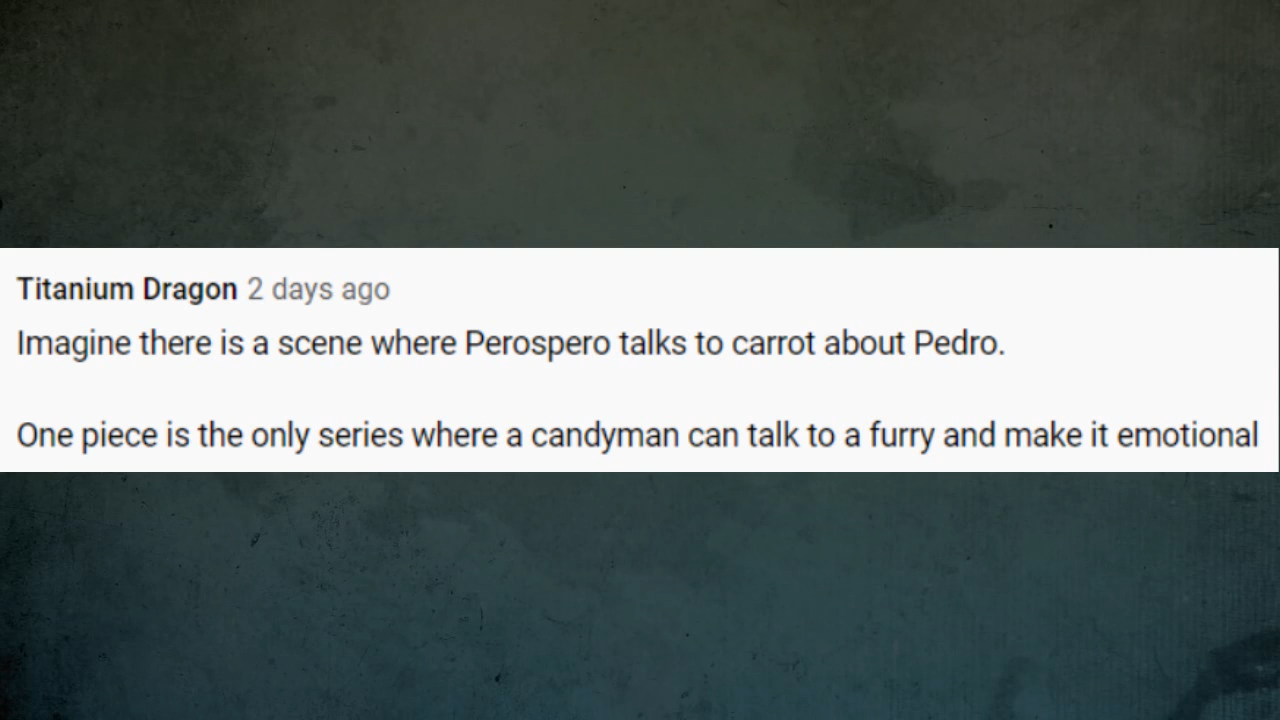 Titanium Dragon 2 days ago
Imagine there is a scene where Perospero talks to carrot about Pedro.
One piece is the only series where a candyman can talk to a furry and make it emotional